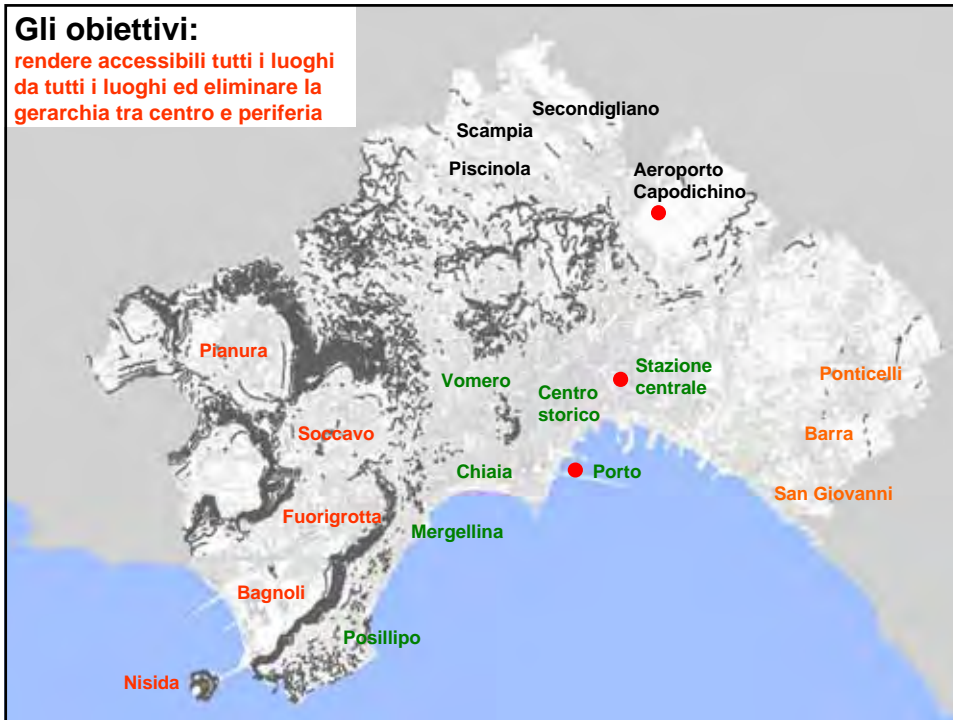 Gli obiettivi:
rendere accessibili tutti i luoghi
da tutti i luoghi ed eliminare la
gerarchia tra centro e periferia
Secondigliano
Scampia
Piscinola
Aeroporto
Capodichino
Pianura
Vomero
Centro
storico
Stazione
centrale
Ponticelli
Soccavo
Barra
Chiaia
Porto
San Giovanni
Fuorigrotta
Mergellina
Bagnoli
Posillipo
Nisida